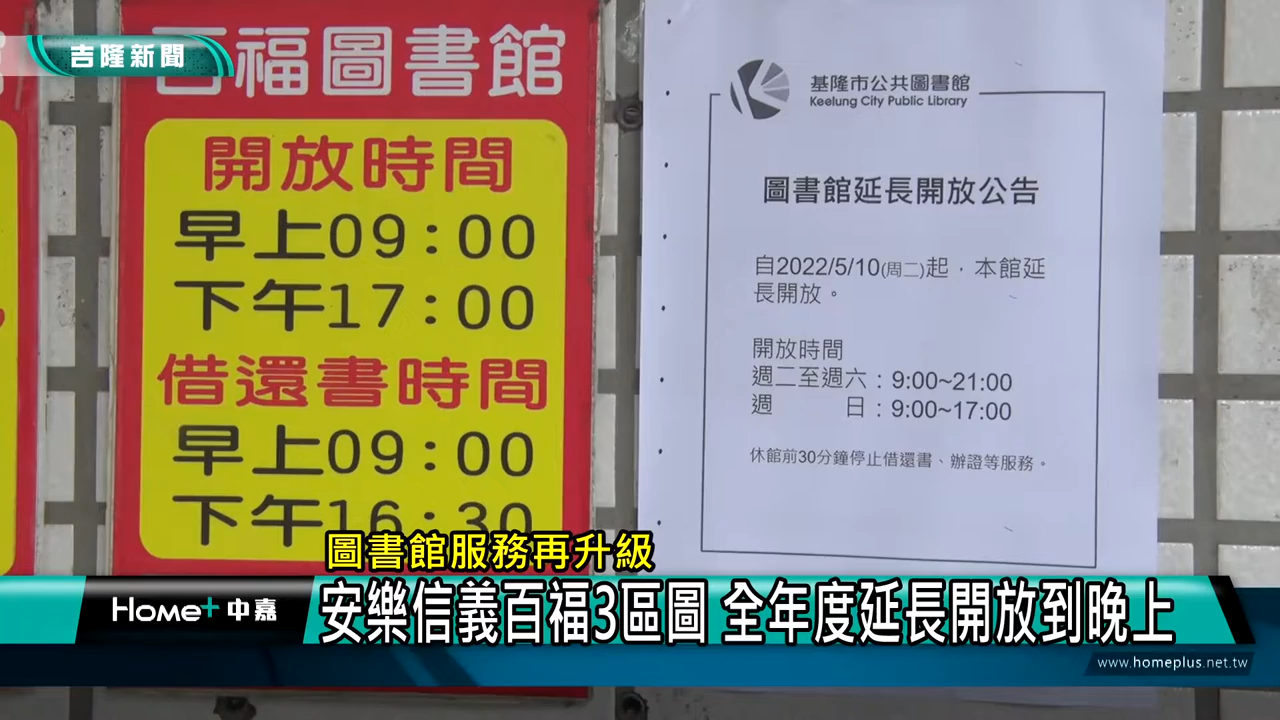 吉隆新聞
百福圖書館
開放時間
早上09:00
下午17:00
借還書時間
早上09:00
下午16:30
基隆市公共圖書館
Keelung City Public Library
圖書館延長開放公告
自2022/5/10(周二)起，本館延
長開放。
開放時間
週二至週六：9:00~21:00
週　　　日：9:00~17:00
休館前30分鐘停止借還書、辦證等服務。
圖書館服務再升級
Home+中嘉
安樂信義百福3區圖 全年度延長開放到晚上
www.homeplus.net.tw